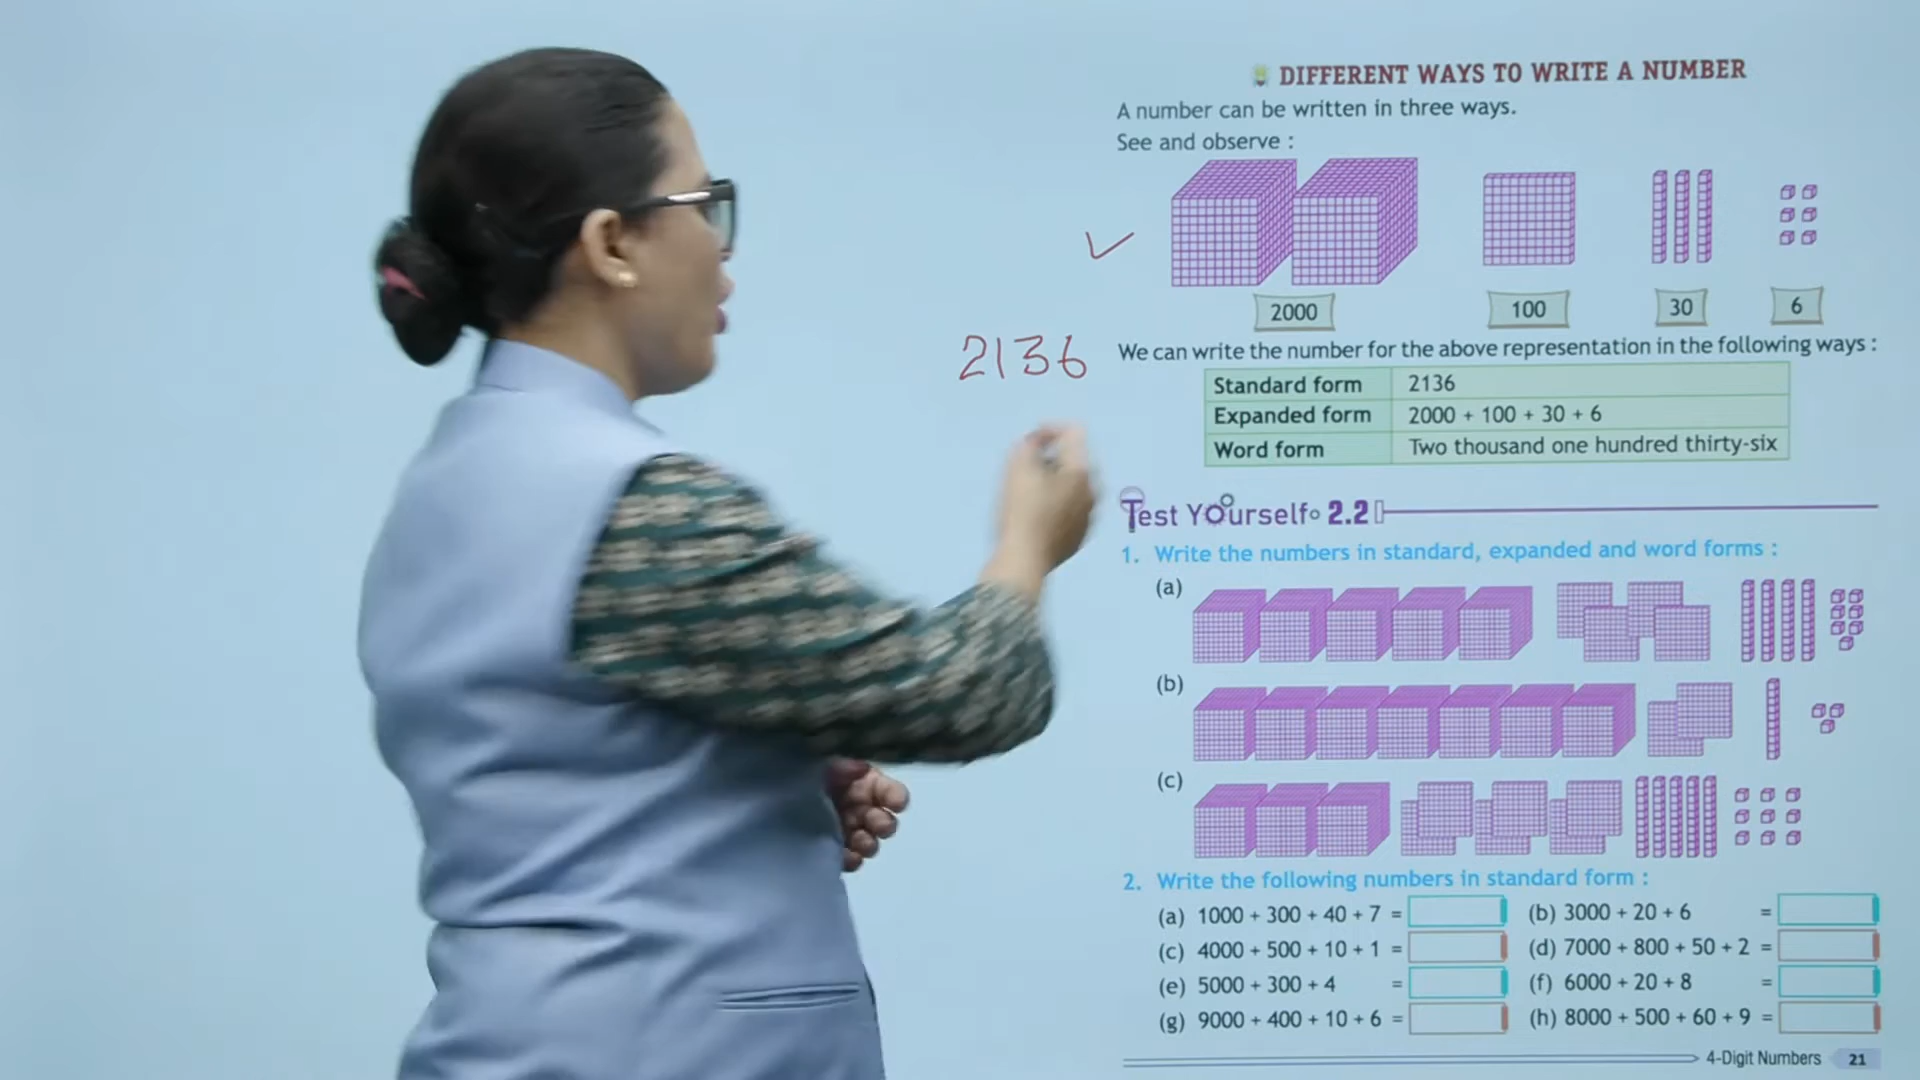 DIFFERENT WAYS TO WRITE A NUMBER
A number can be written in three ways.
See and observe :
2000 100 30 6
2136
We can write the number for the above representation in the following ways :
Standard form 2136
Expanded form 2000 + 100 + 30 + 6
Word form Two thousand one hundred thirty-six
Test Yourself 2.2
1. Write the numbers in standard, expanded and word forms :
(a)
(b)
(c)
2. Write the following numbers in standard form :
(a) 1000 + 300 + 40 + 7 = (b) 3000 + 20 + 6 =
(c) 4000 + 500 + 10 + 1 = (d) 7000 + 800 + 50 + 2 =
(e) 5000 + 300 + 4 = (f) 6000 + 20 + 8 =
(g) 9000 + 400 + 10 + 6 = (h) 8000 + 500 + 60 + 9 =
4-Digit Numbers 21